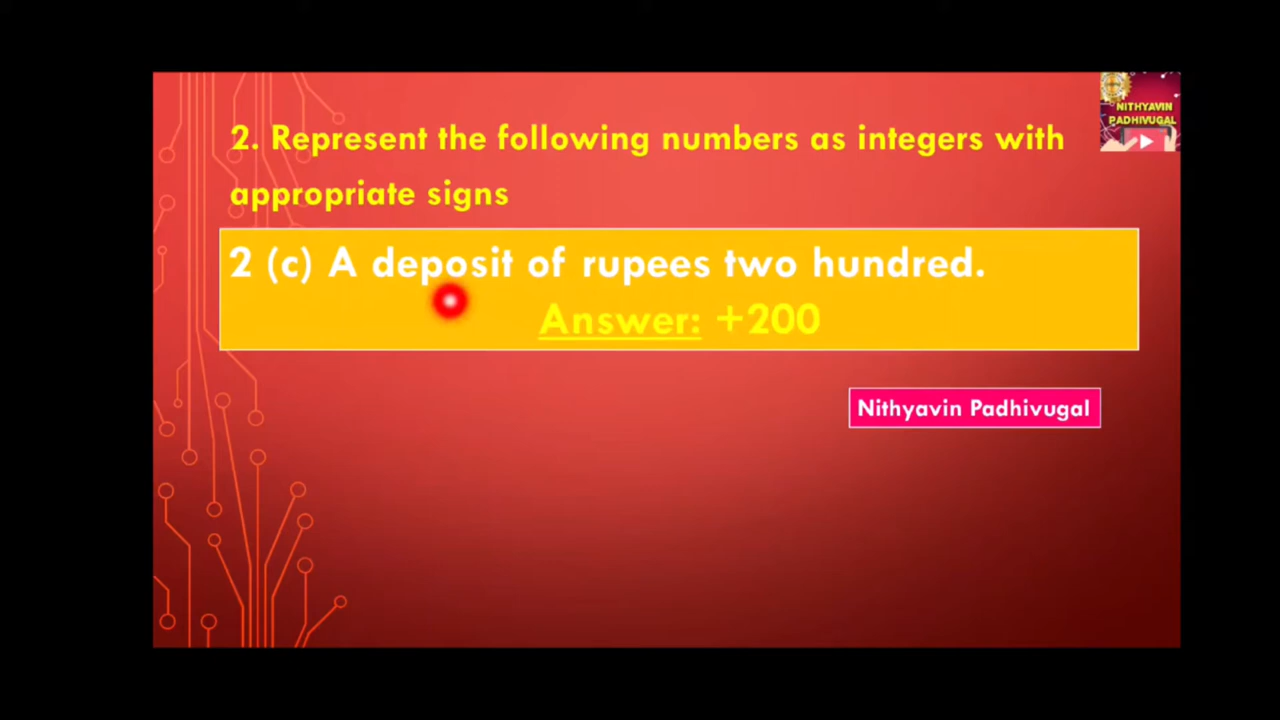 NITHYAVIN
PADHIVUGAL
2. Represent the following numbers as integers with
appropriate signs
2 (c) A deposit of rupees two hundred.
Answer: +200
Nithyavin Padhivugal